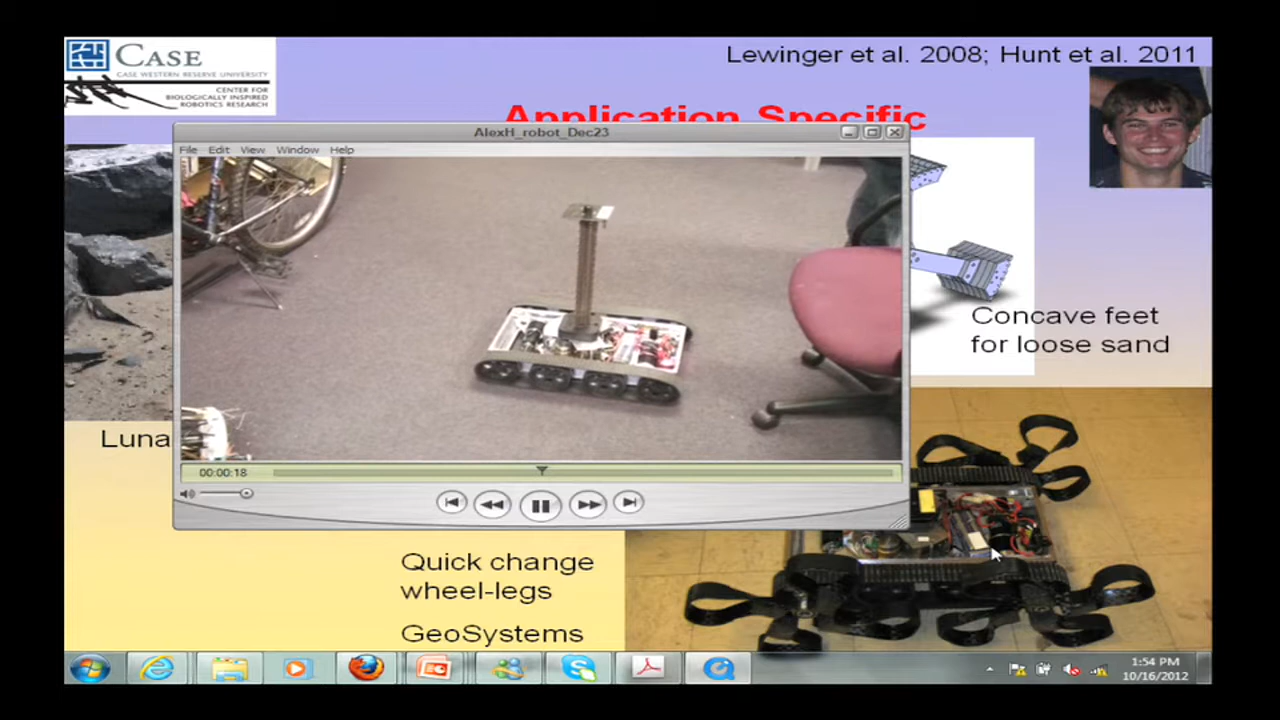 CASE
CASE WESTERN RESERVE UNIVERSITY
CENTER FOR
BIOLOGICALLY INSPIRED
ROBOTICS RESEARCH
Lewinger et al. 2008; Hunt et al. 2011
Application Specific
AlexH_robot_Dec23
File Edit View Window Help
Concave feet
for loose sand
Luna
00:00:18
Quick change
wheel-legs
GeoSystems
1:54 PM
10/16/2012